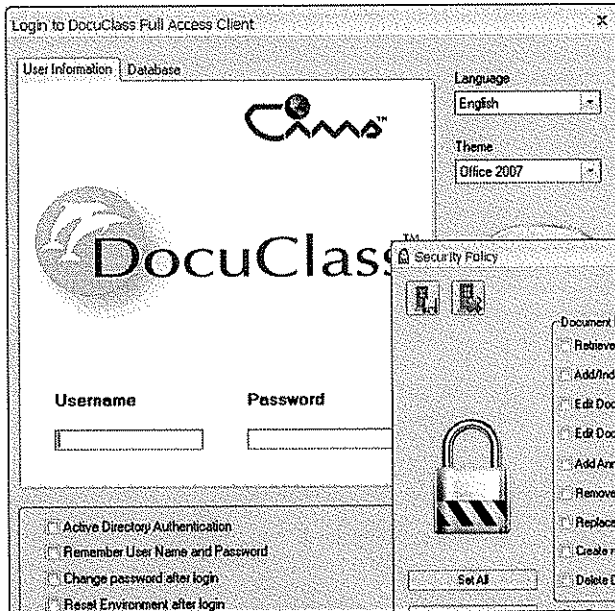 Login to DocuClass Full Access Client
X
User Information
Database
Language
English
Theme
Office 2007
Cima™
DocuClass™
Username
Password
Active Directory Authentication
Remember User Name and Password
Change password after login
Reset Environment after login
Security Policy
Document
Retrieve
Add/Ind
Edit Doc
Edit Doc
Add Ann
Remove
Replace
Create n
Delete D
Set All